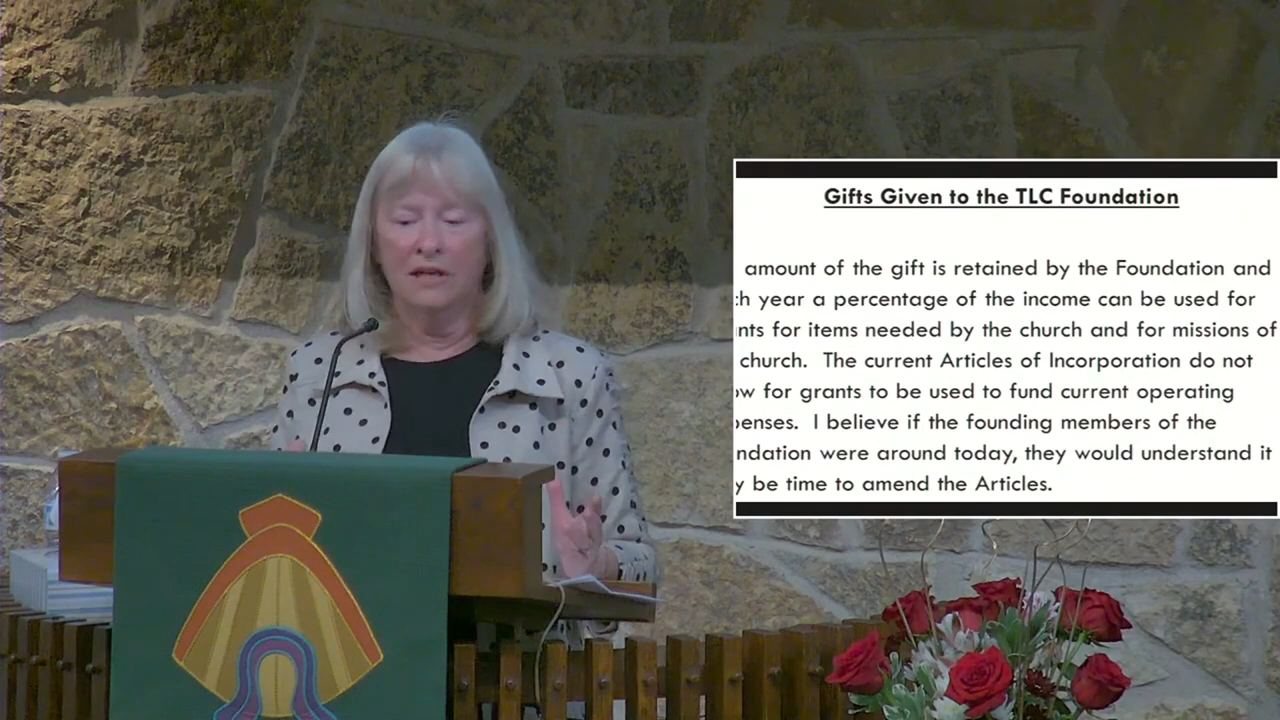 Gifts Given to the TLC Foundation
amount of the gift is retained by the Foundation and
year a percentage of the income can be used for
for items needed by the church and for missions of
church. The current Articles of Incorporation do not
for grants to be used to fund current operating
I believe if the founding members of the
were around today, they would understand it
be time to amend the Articles.